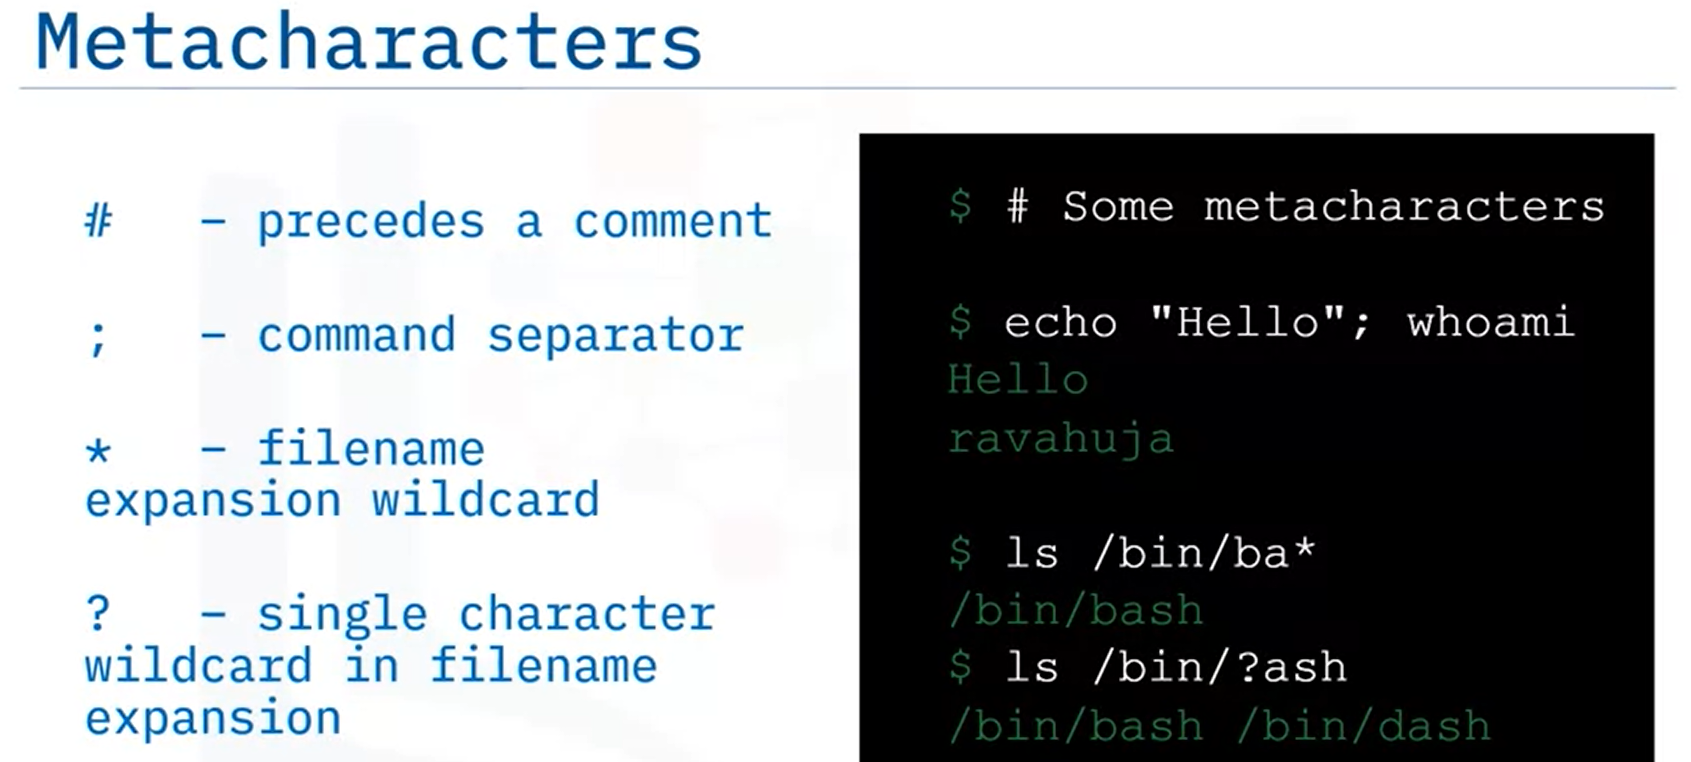 Metacharacters
# – precedes a comment
; – command separator
* – filename
expansion wildcard
? – single character
wildcard in filename
expansion
$ # Some metacharacters
$ echo "Hello"; whoami
Hello
ravahuja
$ ls /bin/ba*
/bin/bash
$ ls /bin/?ash
/bin/bash /bin/dash